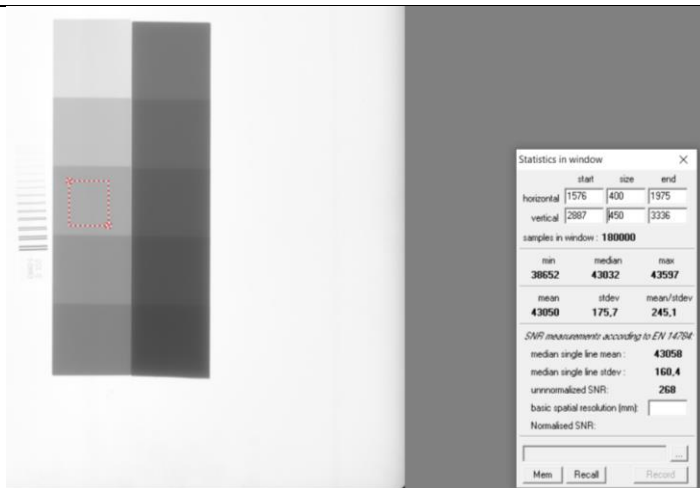 Statistics in window
start size end
horizontal 1576 400 1975
vertical 2887 450 3336
samples in window : 180000
min median max
38652 43032 43597
mean stdev mean/stdev
43050 175,7 245,1
SNR measurements according to EN 14784:
median single line mean : 43058
median single line stdev : 160,4
unnnormalized SNR: 268
basic spatial resolution (mm):
Normalised SNR:
...
Mem Recall Record